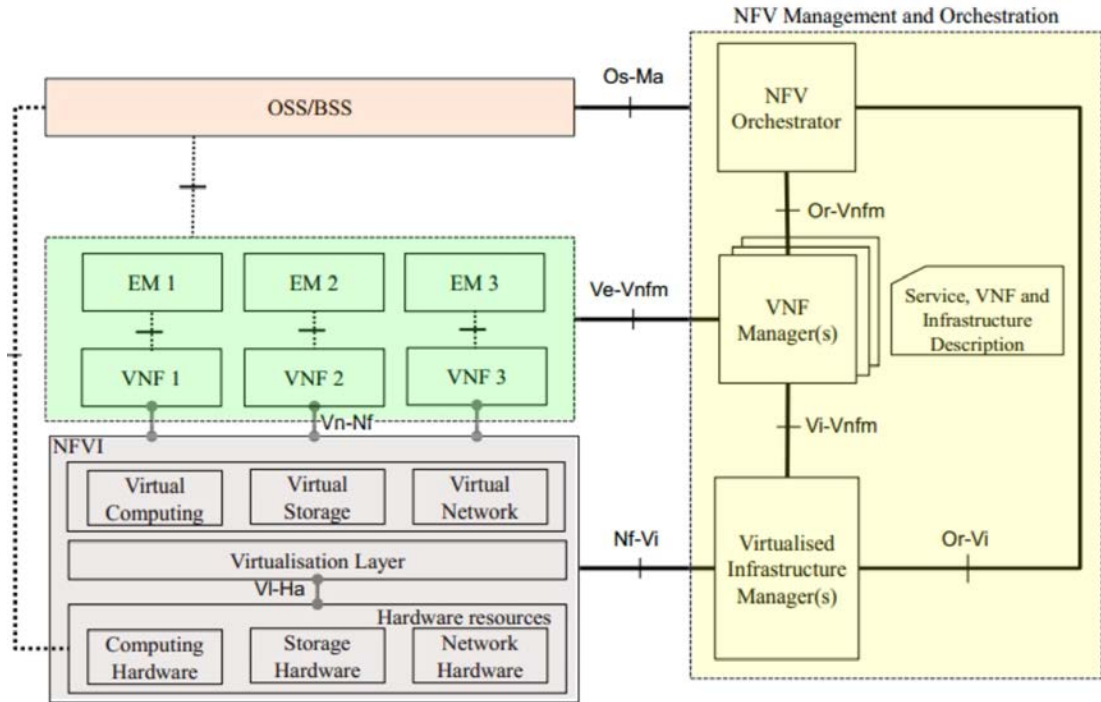 NFV Management and Orchestration
Os-Ma
OSS/BSS
NFV
Orchestrator
Or-Vnfm
EM 1
EM 2
EM 3
Ve-Vnfm
VNF
Manager(s)
Service, VNF and
Infrastructure
Description
VNF 1
VNF 2
VNF 3
Vn-Nf
Vi-Vnfm
NFVI
Virtual
Computing
Virtual
Storage
Virtual
Network
Virtualisation Layer
Nf-Vi
Virtualised
Infrastructure
Manager(s)
Or-Vi
Vl-Ha
Hardware resources
Computing
Hardware
Storage
Hardware
Network
Hardware